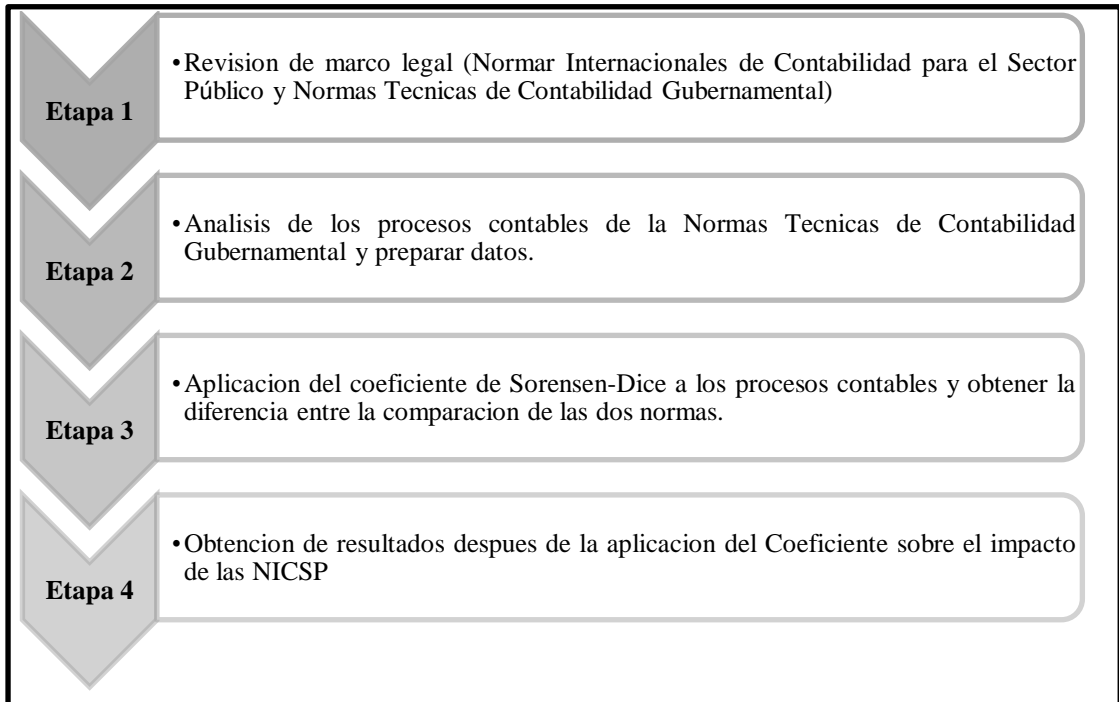 Etapa 1
•Revision de marco legal (Normar Internacionales de Contabilidad para el Sector
Público y Normas Tecnicas de Contabilidad Gubernamental)
Etapa 2
•Analisis de los procesos contables de la Normas Tecnicas de Contabilidad
Gubernamental y preparar datos.
Etapa 3
•Aplicacion del coeficiente de Sorensen-Dice a los procesos contables y obtener la
diferencia entre la comparacion de las dos normas.
Etapa 4
•Obtencion de resultados despues de la aplicacion del Coeficiente sobre el impacto
de las NICSP